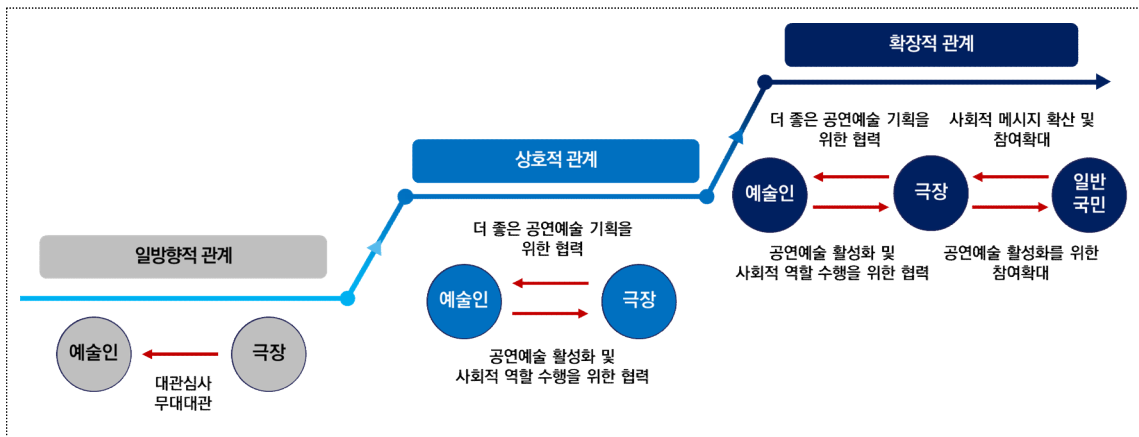 확장적 관계
더 좋은 공연예술 기획을
위한 협력
사회적 메시지 확산 및
참여확대
예술인
극장
일반
국민
공연예술 활성화 및
사회적 역할 수행을 위한 협력
공연예술 활성화를 위한
참여확대
상호적 관계
더 좋은 공연예술 기획을
위한 협력
예술인
극장
공연예술 활성화 및
사회적 역할 수행을 위한 협력
일방향적 관계
예술인
극장
대관심사
무대대관